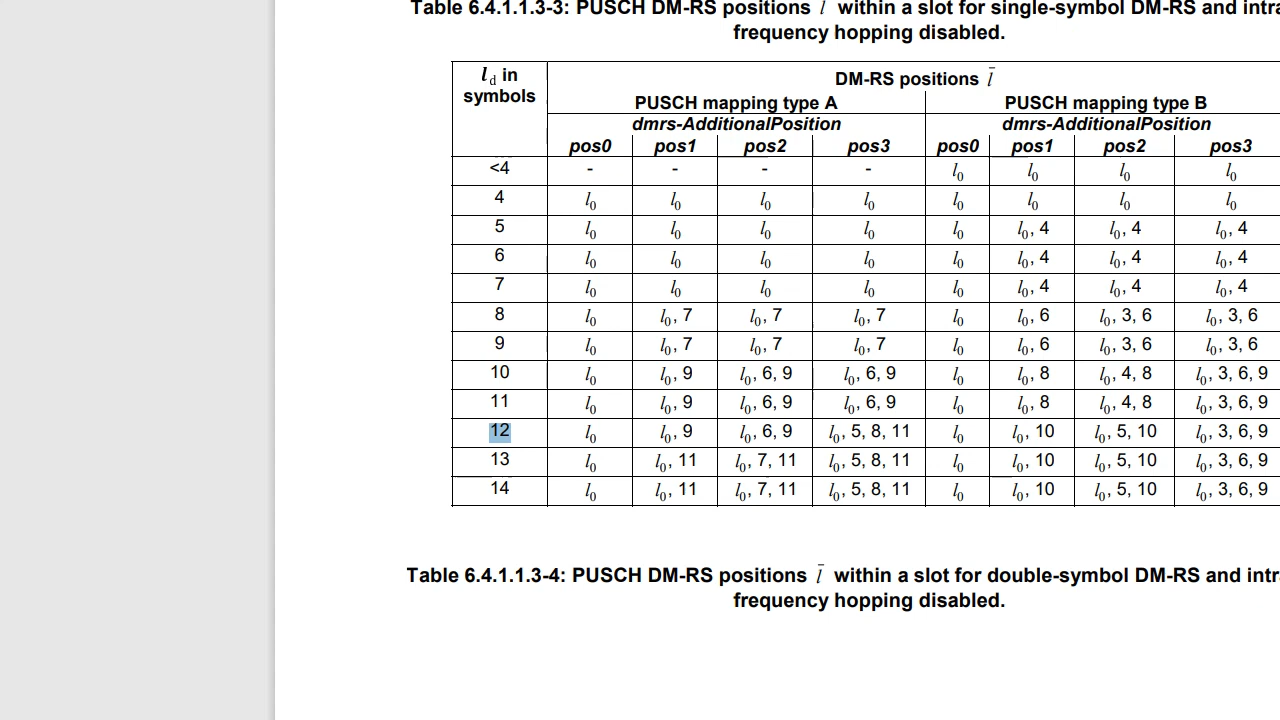 Table 6.4.1.1.3-3: PUSCH DM-RS positions l̄ within a slot for single-symbol DM-RS and intra
frequency hopping disabled.
l_d in symbols DM-RS positions l̄
PUSCH mapping type A PUSCH mapping type B
dmrs-AdditionalPosition dmrs-AdditionalPosition
pos0 pos1 pos2 pos3 pos0 pos1 pos2 pos3
<4 - - - - l₀ l₀ l₀ l₀
4 l₀ l₀ l₀ l₀ l₀ l₀ l₀ l₀
5 l₀ l₀ l₀ l₀ l₀ l₀, 4 l₀, 4 l₀, 4
6 l₀ l₀ l₀ l₀ l₀ l₀, 4 l₀, 4 l₀, 4
7 l₀ l₀ l₀ l₀ l₀ l₀, 4 l₀, 4 l₀, 4
8 l₀ l₀, 7 l₀, 7 l₀, 7 l₀ l₀, 6 l₀, 3, 6 l₀, 3, 6
9 l₀ l₀, 7 l₀, 7 l₀, 7 l₀ l₀, 6 l₀, 3, 6 l₀, 3, 6
10 l₀ l₀, 9 l₀, 6, 9 l₀, 6, 9 l₀ l₀, 8 l₀, 4, 8 l₀, 3, 6, 9
11 l₀ l₀, 9 l₀, 6, 9 l₀, 6, 9 l₀ l₀, 8 l₀, 4, 8 l₀, 3, 6, 9
12 l₀ l₀, 9 l₀, 6, 9 l₀, 5, 8, 11 l₀ l₀, 10 l₀, 5, 10 l₀, 3, 6, 9
13 l₀ l₀, 11 l₀, 7, 11 l₀, 5, 8, 11 l₀ l₀, 10 l₀, 5, 10 l₀, 3, 6, 9
14 l₀ l₀, 11 l₀, 7, 11 l₀, 5, 8, 11 l₀ l₀, 10 l₀, 5, 10 l₀, 3, 6, 9
Table 6.4.1.1.3-4: PUSCH DM-RS positions l̄ within a slot for double-symbol DM-RS and intr
frequency hopping disabled.